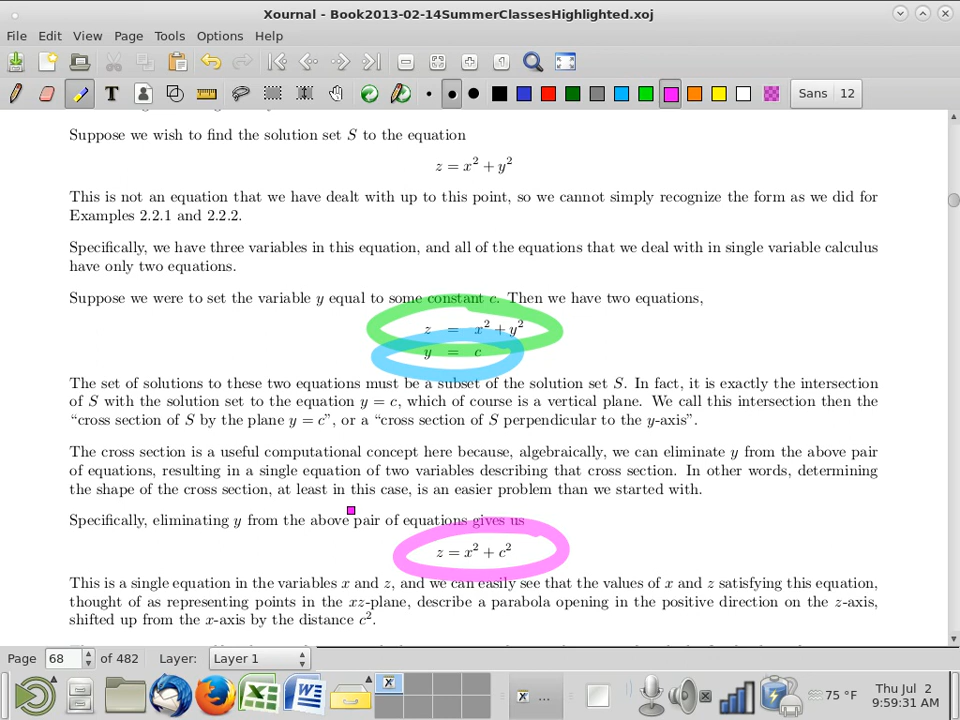 Xournal - Book2013-02-14SummerClassesHighlighted.xoj
File Edit View Page Tools Options Help
Sans 12
Suppose we wish to find the solution set S to the equation
z = x² + y²
This is not an equation that we have dealt with up to this point, so we cannot simply recognize the form as we did for
Examples 2.2.1 and 2.2.2.
Specifically, we have three variables in this equation, and all of the equations that we deal with in single variable calculus
have only two equations.
Suppose we were to set the variable y equal to some constant c. Then we have two equations,
z = x² + y²
y = c
The set of solutions to these two equations must be a subset of the solution set S. In fact, it is exactly the intersection
of S with the solution set to the equation y = c, which of course is a vertical plane. We call this intersection then the
“cross section of S by the plane y = c”, or a “cross section of S perpendicular to the y-axis”.
The cross section is a useful computational concept here because, algebraically, we can eliminate y from the above pair
of equations, resulting in a single equation of two variables describing that cross section. In other words, determining
the shape of the cross section, at least in this case, is an easier problem than we started with.
Specifically, eliminating y from the above pair of equations gives us
z = x² + c²
This is a single equation in the variables x and z, and we can easily see that the values of x and z satisfying this equation,
thought of as representing points in the xz-plane, describe a parabola opening in the positive direction on the z-axis,
shifted up from the x-axis by the distance c².
Page 68 of 482 Layer: Layer 1
... 75 °F Thu Jul 2
9:59:31 AM